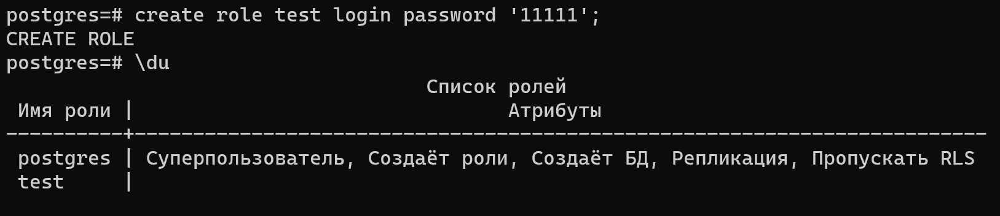 postgres=# create role test login password '11111';
CREATE ROLE
postgres=# \du
Список ролей
Имя роли | Атрибуты
----------+-------------------------------------------------------------------------
postgres | Суперпользователь, Создаёт роли, Создаёт БД, Репликация, Пропускать RLS
test |